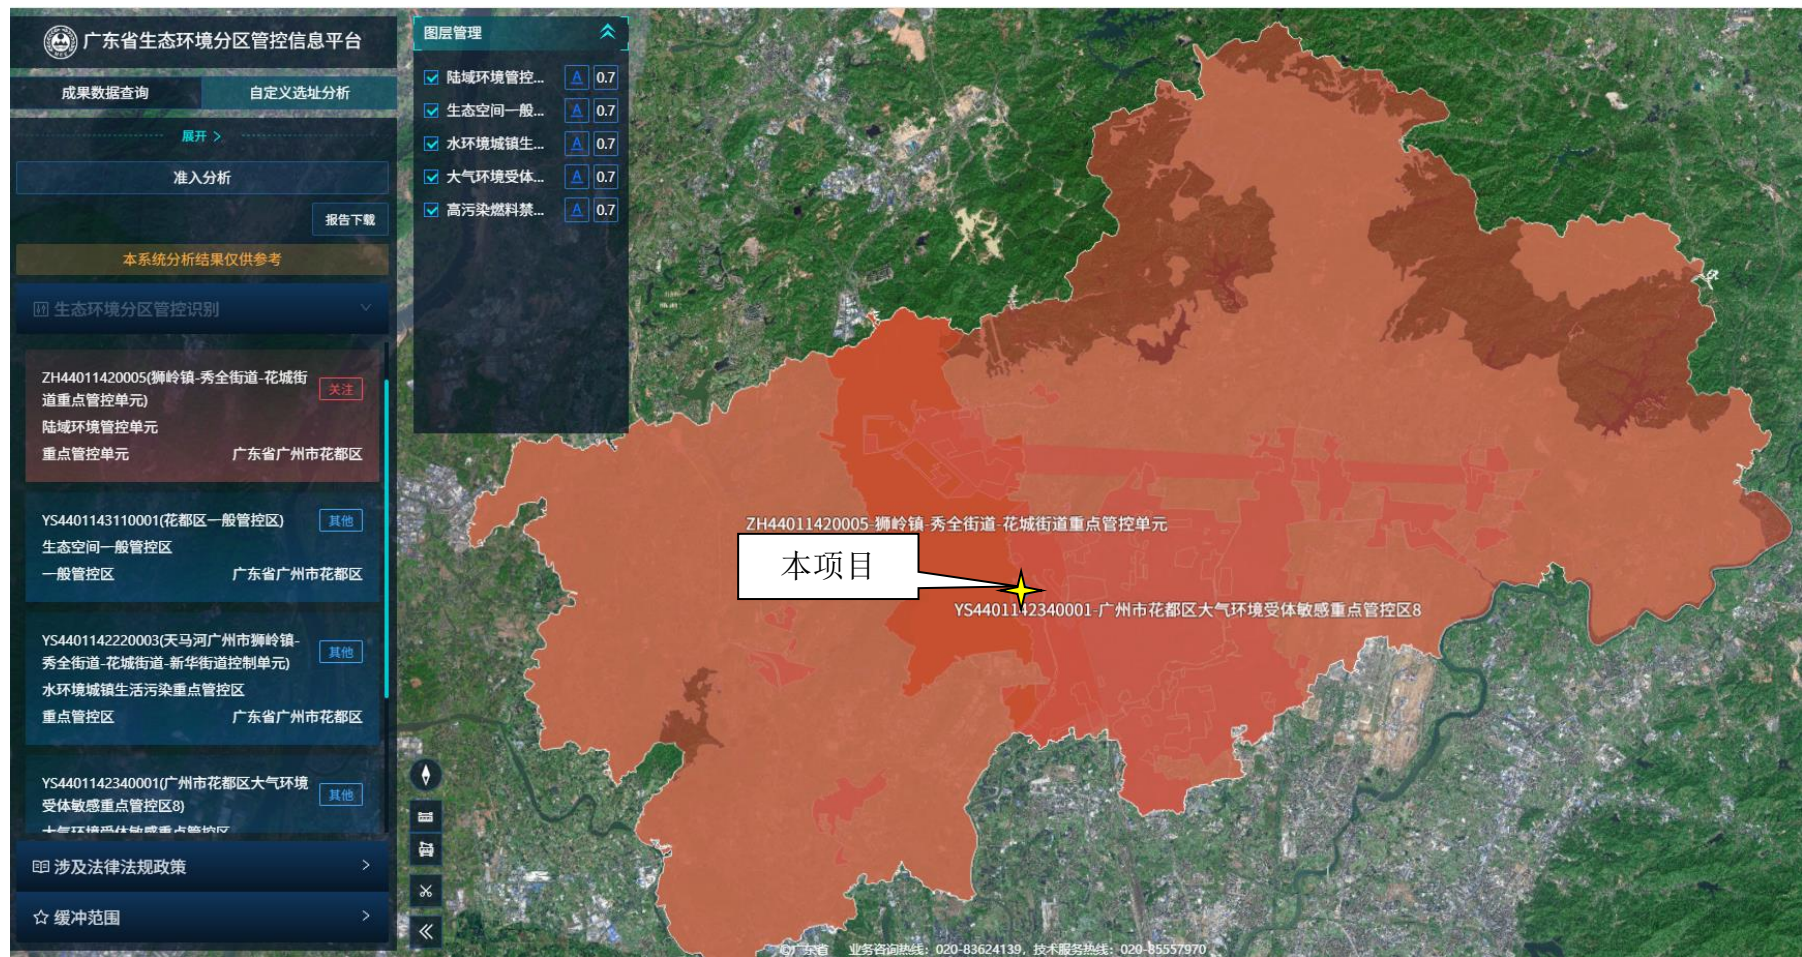 广东省生态环境分区管控信息平台
成果数据查询
自定义选址分析
展开 >
准入分析
报告下载
本系统分析结果仅供参考
生态环境分区管控识别
ZH44011420005(狮岭镇-秀全街道-花城街
道重点管控单元)
关注
陆域环境管控单元
重点管控单元
广东省广州市花都区
YS4401143110001(花都区一般管控区)
其他
生态空间一般管控区
一般管控区
广东省广州市花都区
YS4401142220003(天马河广州市狮岭镇-
秀全街道-花城街道-新华街道控制单元)
其他
水环境城镇生活污染重点管控区
重点管控区
广东省广州市花都区
YS4401142340001(广州市花都区大气环境
受体敏感重点管控区8)
其他
大气环境受体敏感重点管控区
涉及法律法规政策
缓冲范围
图层管理
陆域环境管控... A 0.7
生态空间一般... A 0.7
水环境城镇生... A 0.7
大气环境受体... A 0.7
高污染燃料禁... A 0.7
ZH44011420005-狮岭镇-秀全街道-花城街道重点管控单元
本项目
YS4401142340001-广州市花都区大气环境受体敏感重点管控区8
@广东省 业务咨询热线：020-83624139，技术服务热线：020-85557970